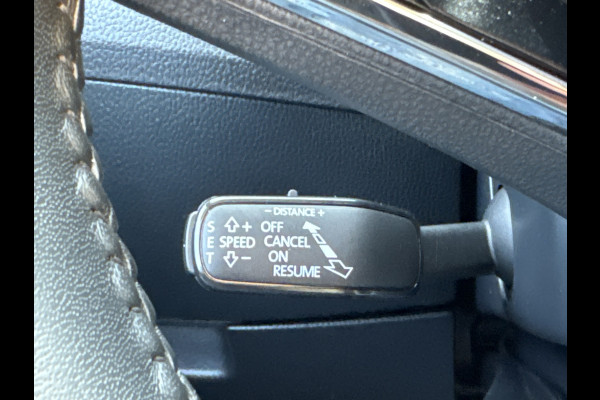 − DISTANCE +
S + OFF
E SPEED CANCEL
T − ON
RESUME